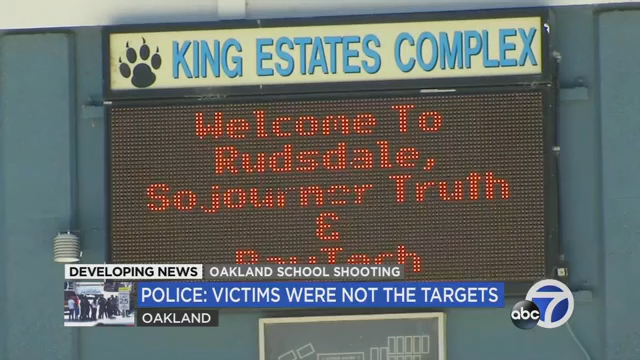 KING ESTATES COMPLEX
Welcome To
Rudsdale,
Sojourner Truth
&
BayTech
DEVELOPING NEWS OAKLAND SCHOOL SHOOTING
POLICE: VICTIMS WERE NOT THE TARGETS
OAKLAND
abc 7